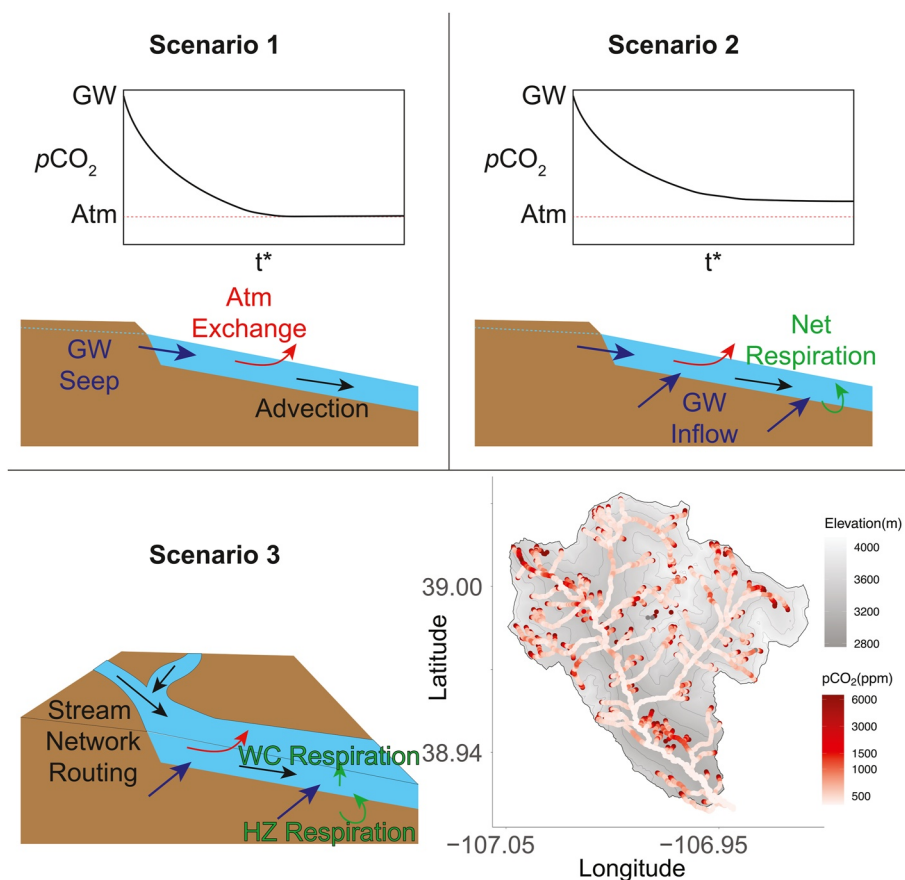 Scenario 1
GW
pCO₂
Atm
t*
Atm
Exchange
GW
Seep
Advection
Scenario 2
GW
pCO₂
Atm
t*
Net
Respiration
GW
Inflow
Scenario 3
Stream
Network
Routing
WC Respiration
HZ Respiration
Latitude
39.00
38.94
−107.05
−106.95
Longitude
Elevation(m)
4000
3600
3200
2800
pCO₂(ppm)
6000
3000
1500
1000
500